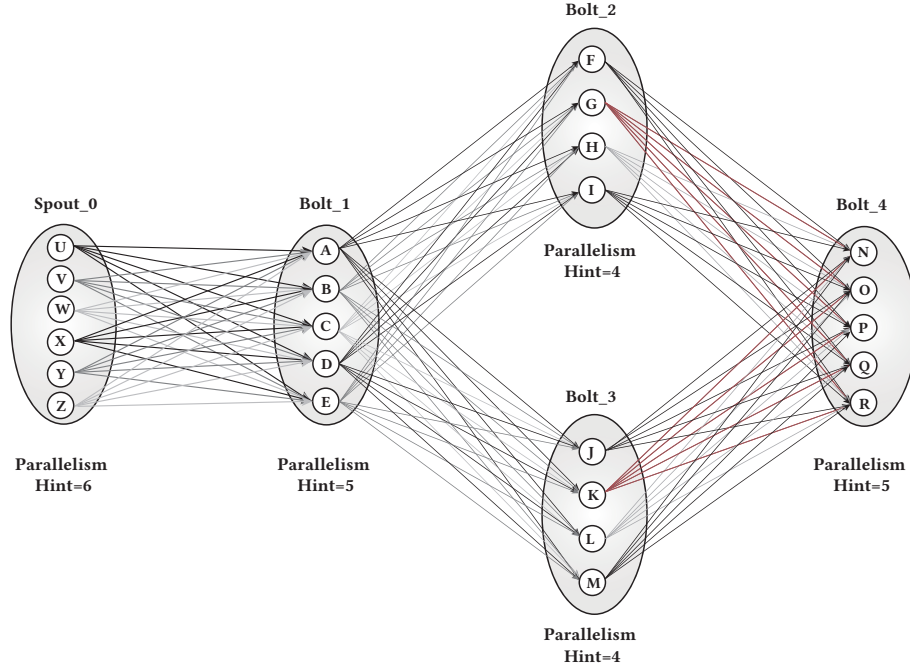 Bolt_2
F
G
H
I
Parallelism
Hint=4
Spout_0
U
V
W
X
Y
Z
Parallelism
Hint=6
Bolt_1
A
B
C
D
E
Parallelism
Hint=5
Bolt_4
N
O
P
Q
R
Parallelism
Hint=5
Bolt_3
J
K
L
M
Parallelism
Hint=4